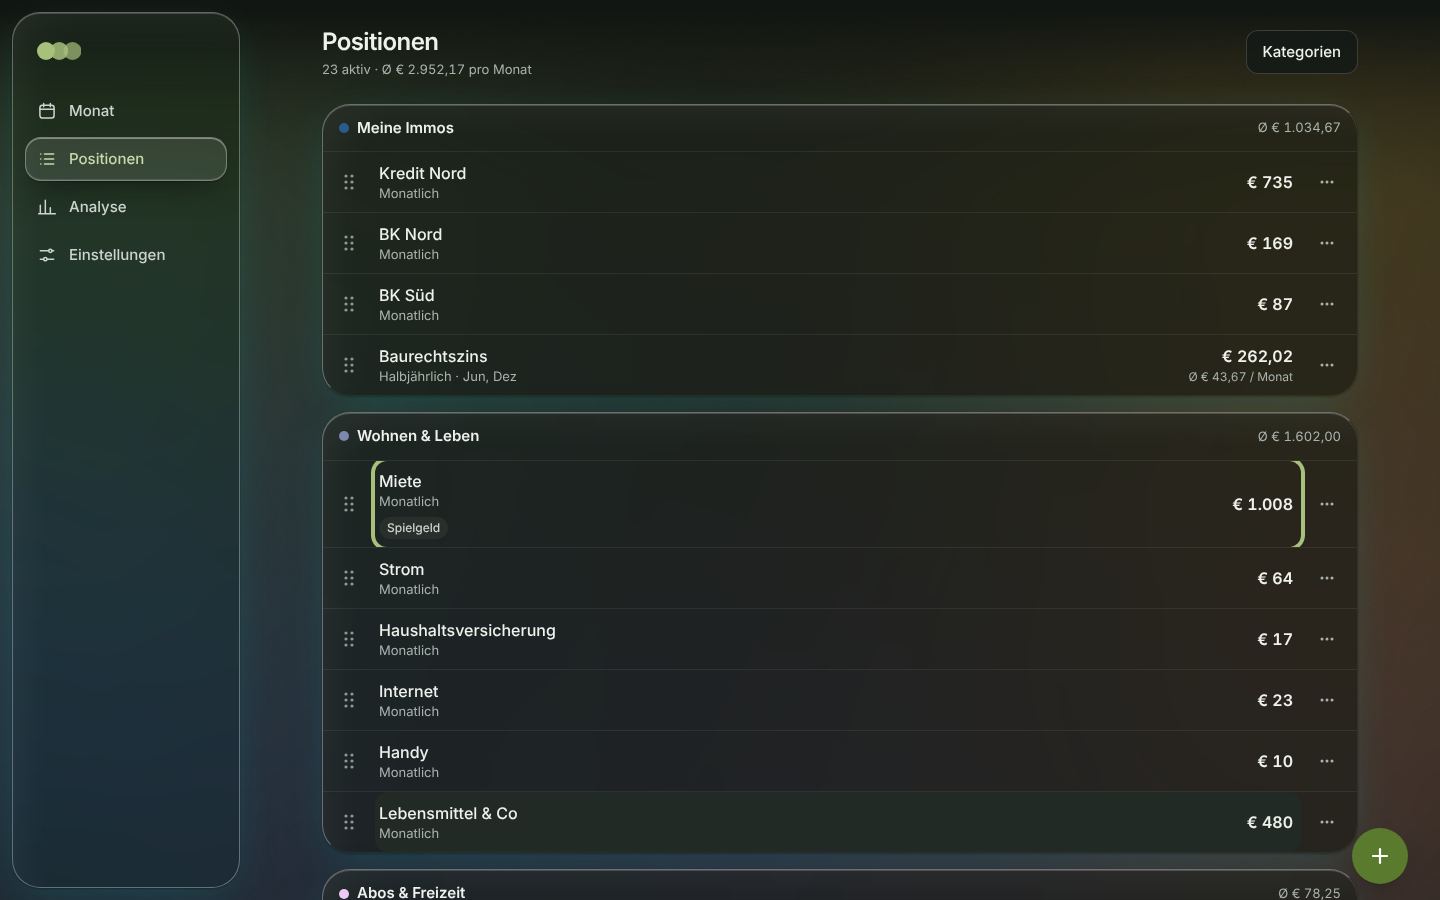 Monat
Positionen
Analyse
Einstellungen
Positionen
23 aktiv · Ø € 2.952,17 pro Monat
Kategorien
Meine Immos
Ø € 1.034,67
Kredit Nord
Monatlich
€ 735
BK Nord
Monatlich
€ 169
BK Süd
Monatlich
€ 87
Baurechtszins
Halbjährlich · Jun, Dez
€ 262,02
Ø € 43,67 / Monat
Wohnen & Leben
Ø € 1.602,00
Miete
Monatlich
Spielgeld
€ 1.008
Strom
Monatlich
€ 64
Haushaltsversicherung
Monatlich
€ 17
Internet
Monatlich
€ 23
Handy
Monatlich
€ 10
Lebensmittel & Co
Monatlich
€ 480
Abos & Freizeit
Ø € 78,25